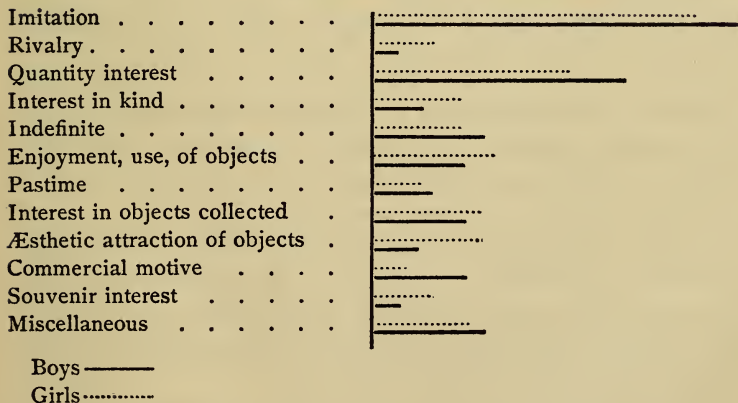 Imitation . . . . . . . . .
Rivalry . . . . . . . . . .
Quantity interest . . . . .
Interest in kind . . . . . .
Indefinite . . . . . . . .
Enjoyment, use, of objects . .
Pastime . . . . . . . .
Interest in objects collected .
Æsthetic attraction of objects .
Commercial motive . . . .
Souvenir interest . . . . .
Miscellaneous . . . . . .
Boys
Girls